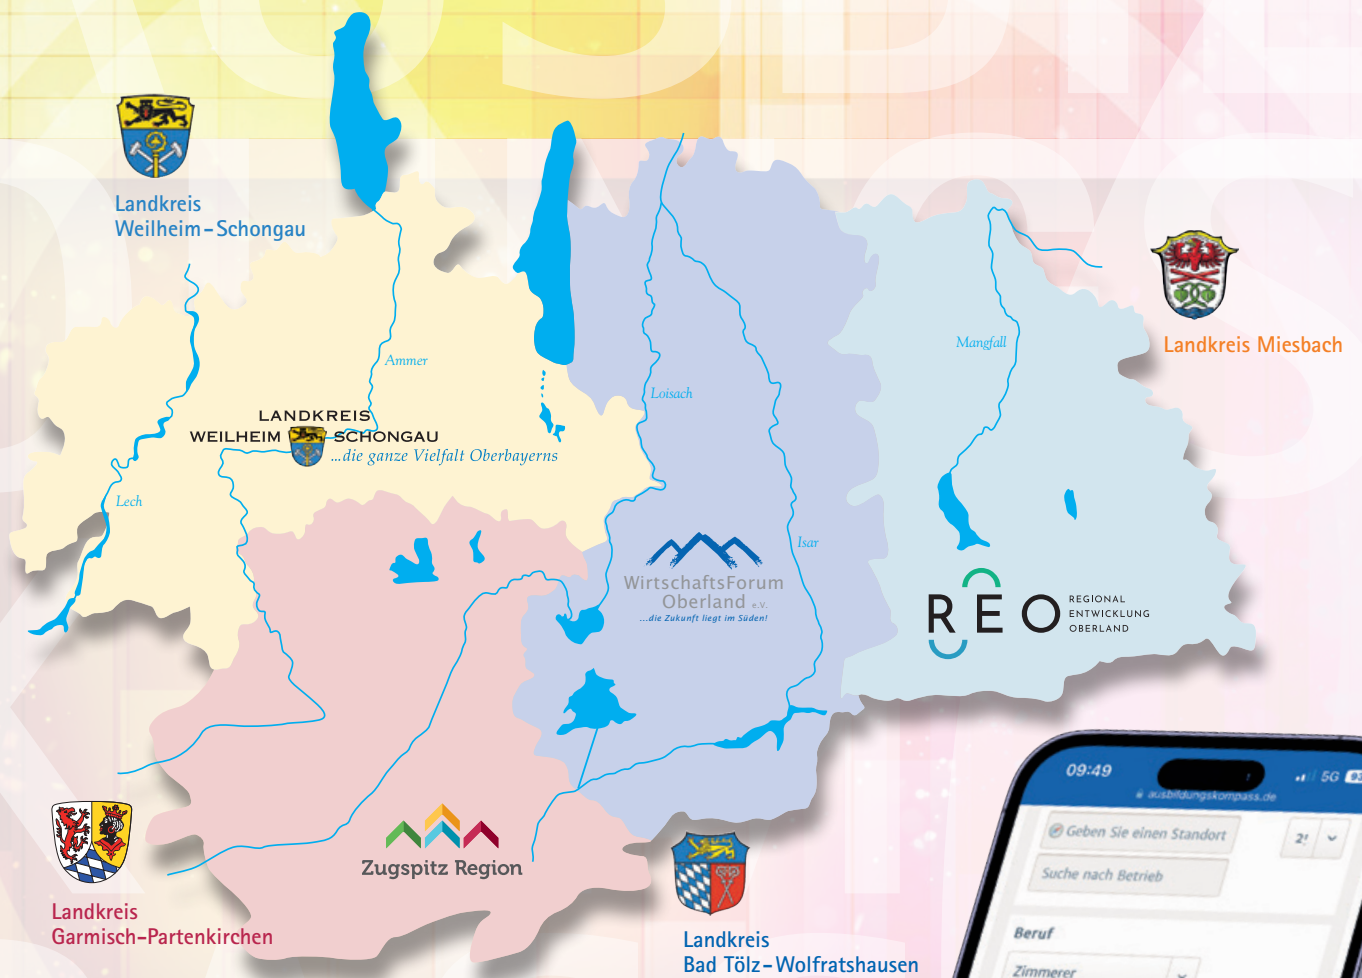 Landkreis
Weilheim-Schongau
Landkreis Miesbach
Ammer
Mangfall
Loisach
LANDKREIS
WEILHEIM SCHONGAU
...die ganze Vielfalt Oberbayerns
Lech
Isar
WirtschaftsForum
Oberland e.V.
...die Zukunft liegt im Süden!
REO
REGIONAL
ENTWICKLUNG
OBERLAND
Zugspitz Region
Landkreis
Garmisch-Partenkirchen
Landkreis
Bad Tölz-Wolfratshausen
09:49
5G
ausbildungskompass.de
Geben Sie einen Standort
Suche nach Betrieb
Beruf
Zimmerer